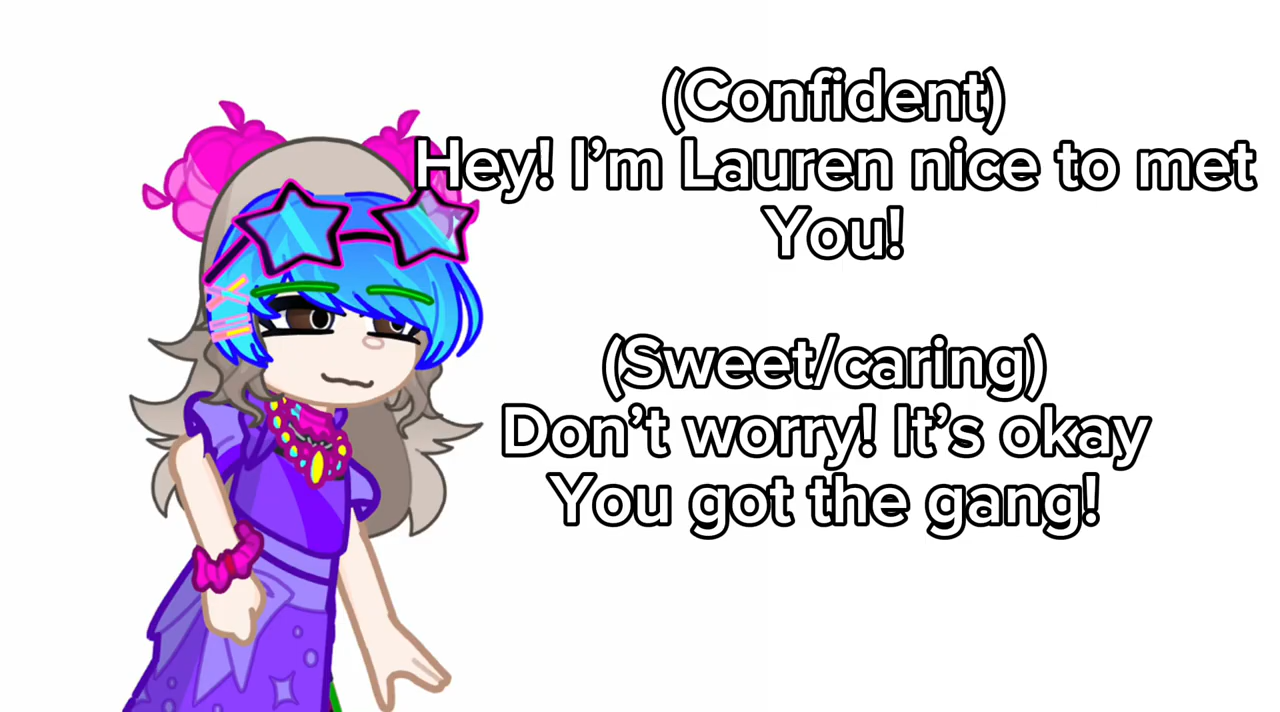 (Confident)
Hey! I'm Lauren nice to met
You!
(Sweet/caring)
Don't worry! It's okay
You got the gang!